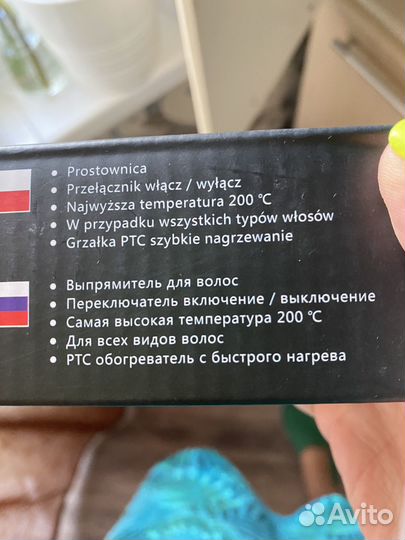 • Prostownica
• Przełącznik włącz / wyłącz
• Najwyższa temperatura 200 ℃
• W przypadku wszystkich typów włosów
• Grzałka PTC szybkie nagrzewanie
• Выпрямитель для волос
• Переключатель включение / выключение
• Самая высокая температура 200 ℃
• Для всех видов волос
• PTC обогреватель с быстрого нагрева
Avito